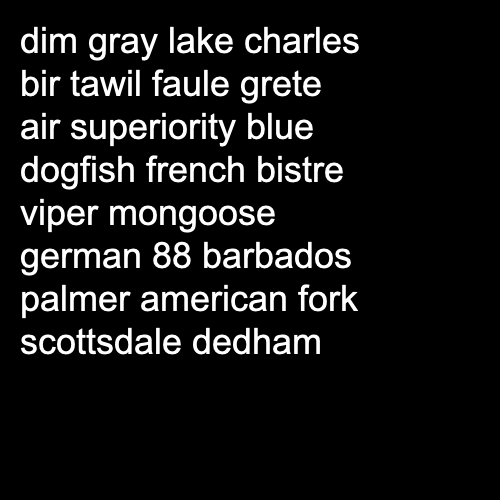 dim gray lake charles
bir tawil faule grete
air superiority blue
dogfish french bistre
viper mongoose
german 88 barbados
palmer american fork
scottsdale dedham